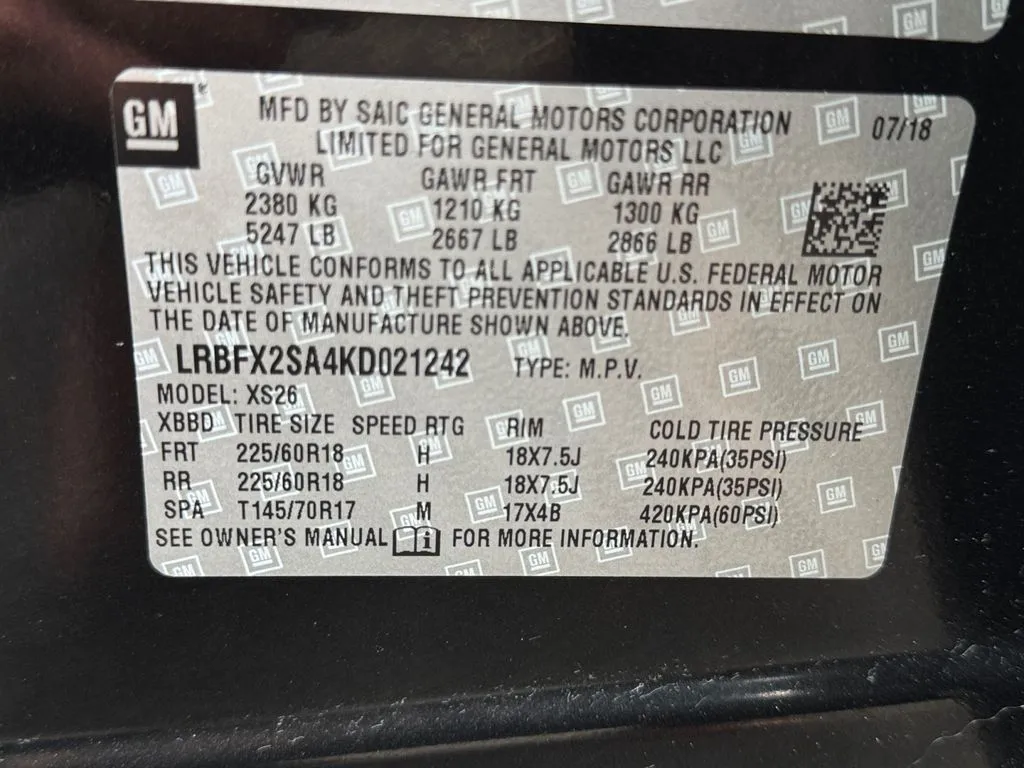 GM
MFD BY SAIC GENERAL MOTORS CORPORATION 07/18
LIMITED FOR GENERAL MOTORS LLC
GVWR GAWR FRT GAWR RR
2380 KG 1210 KG 1300 KG
5247 LB 2667 LB 2866 LB
THIS VEHICLE CONFORMS TO ALL APPLICABLE U.S. FEDERAL MOTOR
VEHICLE SAFETY AND THEFT PREVENTION STANDARDS IN EFFECT ON
THE DATE OF MANUFACTURE SHOWN ABOVE.
LRBFX2SA4KD021242 TYPE: M.P.V.
MODEL: XS26
XBBD TIRE SIZE SPEED RTG RIM COLD TIRE PRESSURE
FRT 225/60R18 H 18X7.5J 240KPA(35PSI)
RR 225/60R18 H 18X7.5J 240KPA(35PSI)
SPA T145/70R17 M 17X4B 420KPA(60PSI)
SEE OWNER'S MANUAL i FOR MORE INFORMATION.